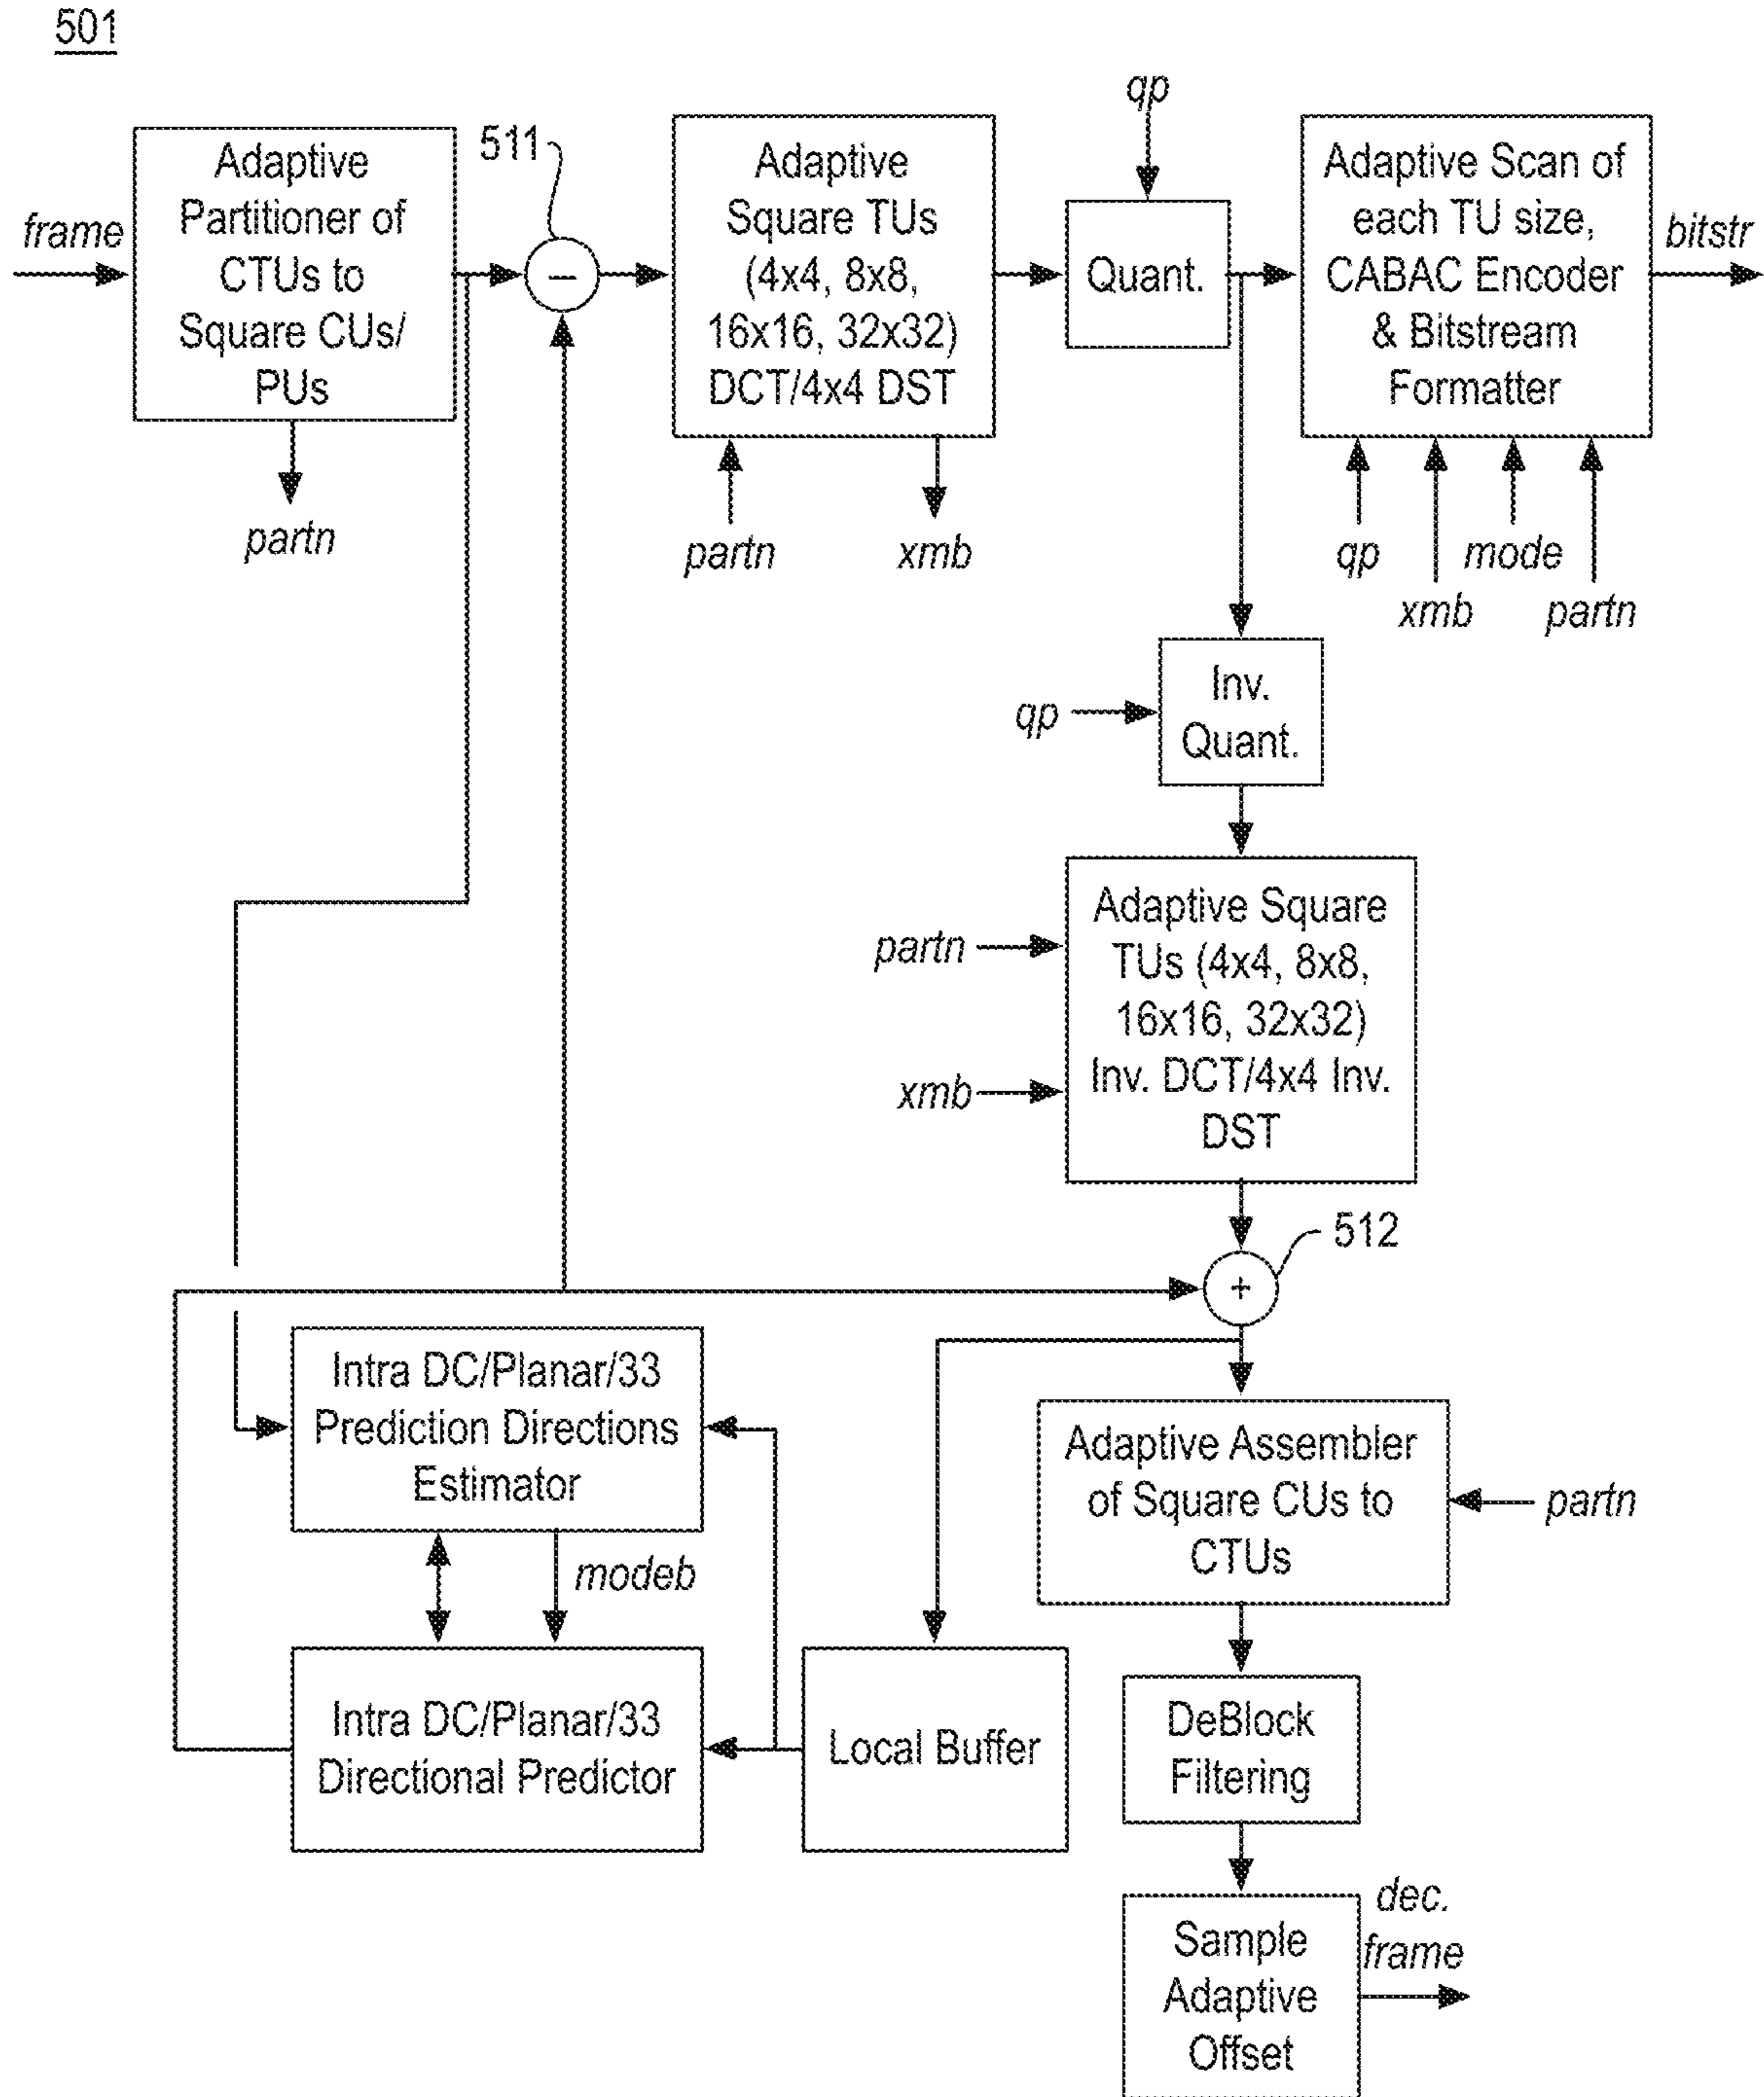 501
frame
Adaptive
Partitioner of
CTUs to
Square CUs/
PUs
partn
511
−
Adaptive
Square TUs
(4x4, 8x8,
16x16, 32x32)
DCT/4x4 DST
partn
xmb
qp
Quant.
Adaptive Scan of
each TU size,
CABAC Encoder
& Bitstream
Formatter
bitstr
qp
xmb
mode
partn
qp
Inv.
Quant.
partn
xmb
Adaptive Square
TUs (4x4, 8x8,
16x16, 32x32)
Inv. DCT/4x4 Inv.
DST
512
+
Intra DC/Planar/33
Prediction Directions
Estimator
modeb
Intra DC/Planar/33
Directional Predictor
Local Buffer
Adaptive Assembler
of Square CUs to
CTUs
partn
DeBlock
Filtering
Sample
Adaptive
Offset
dec.
frame